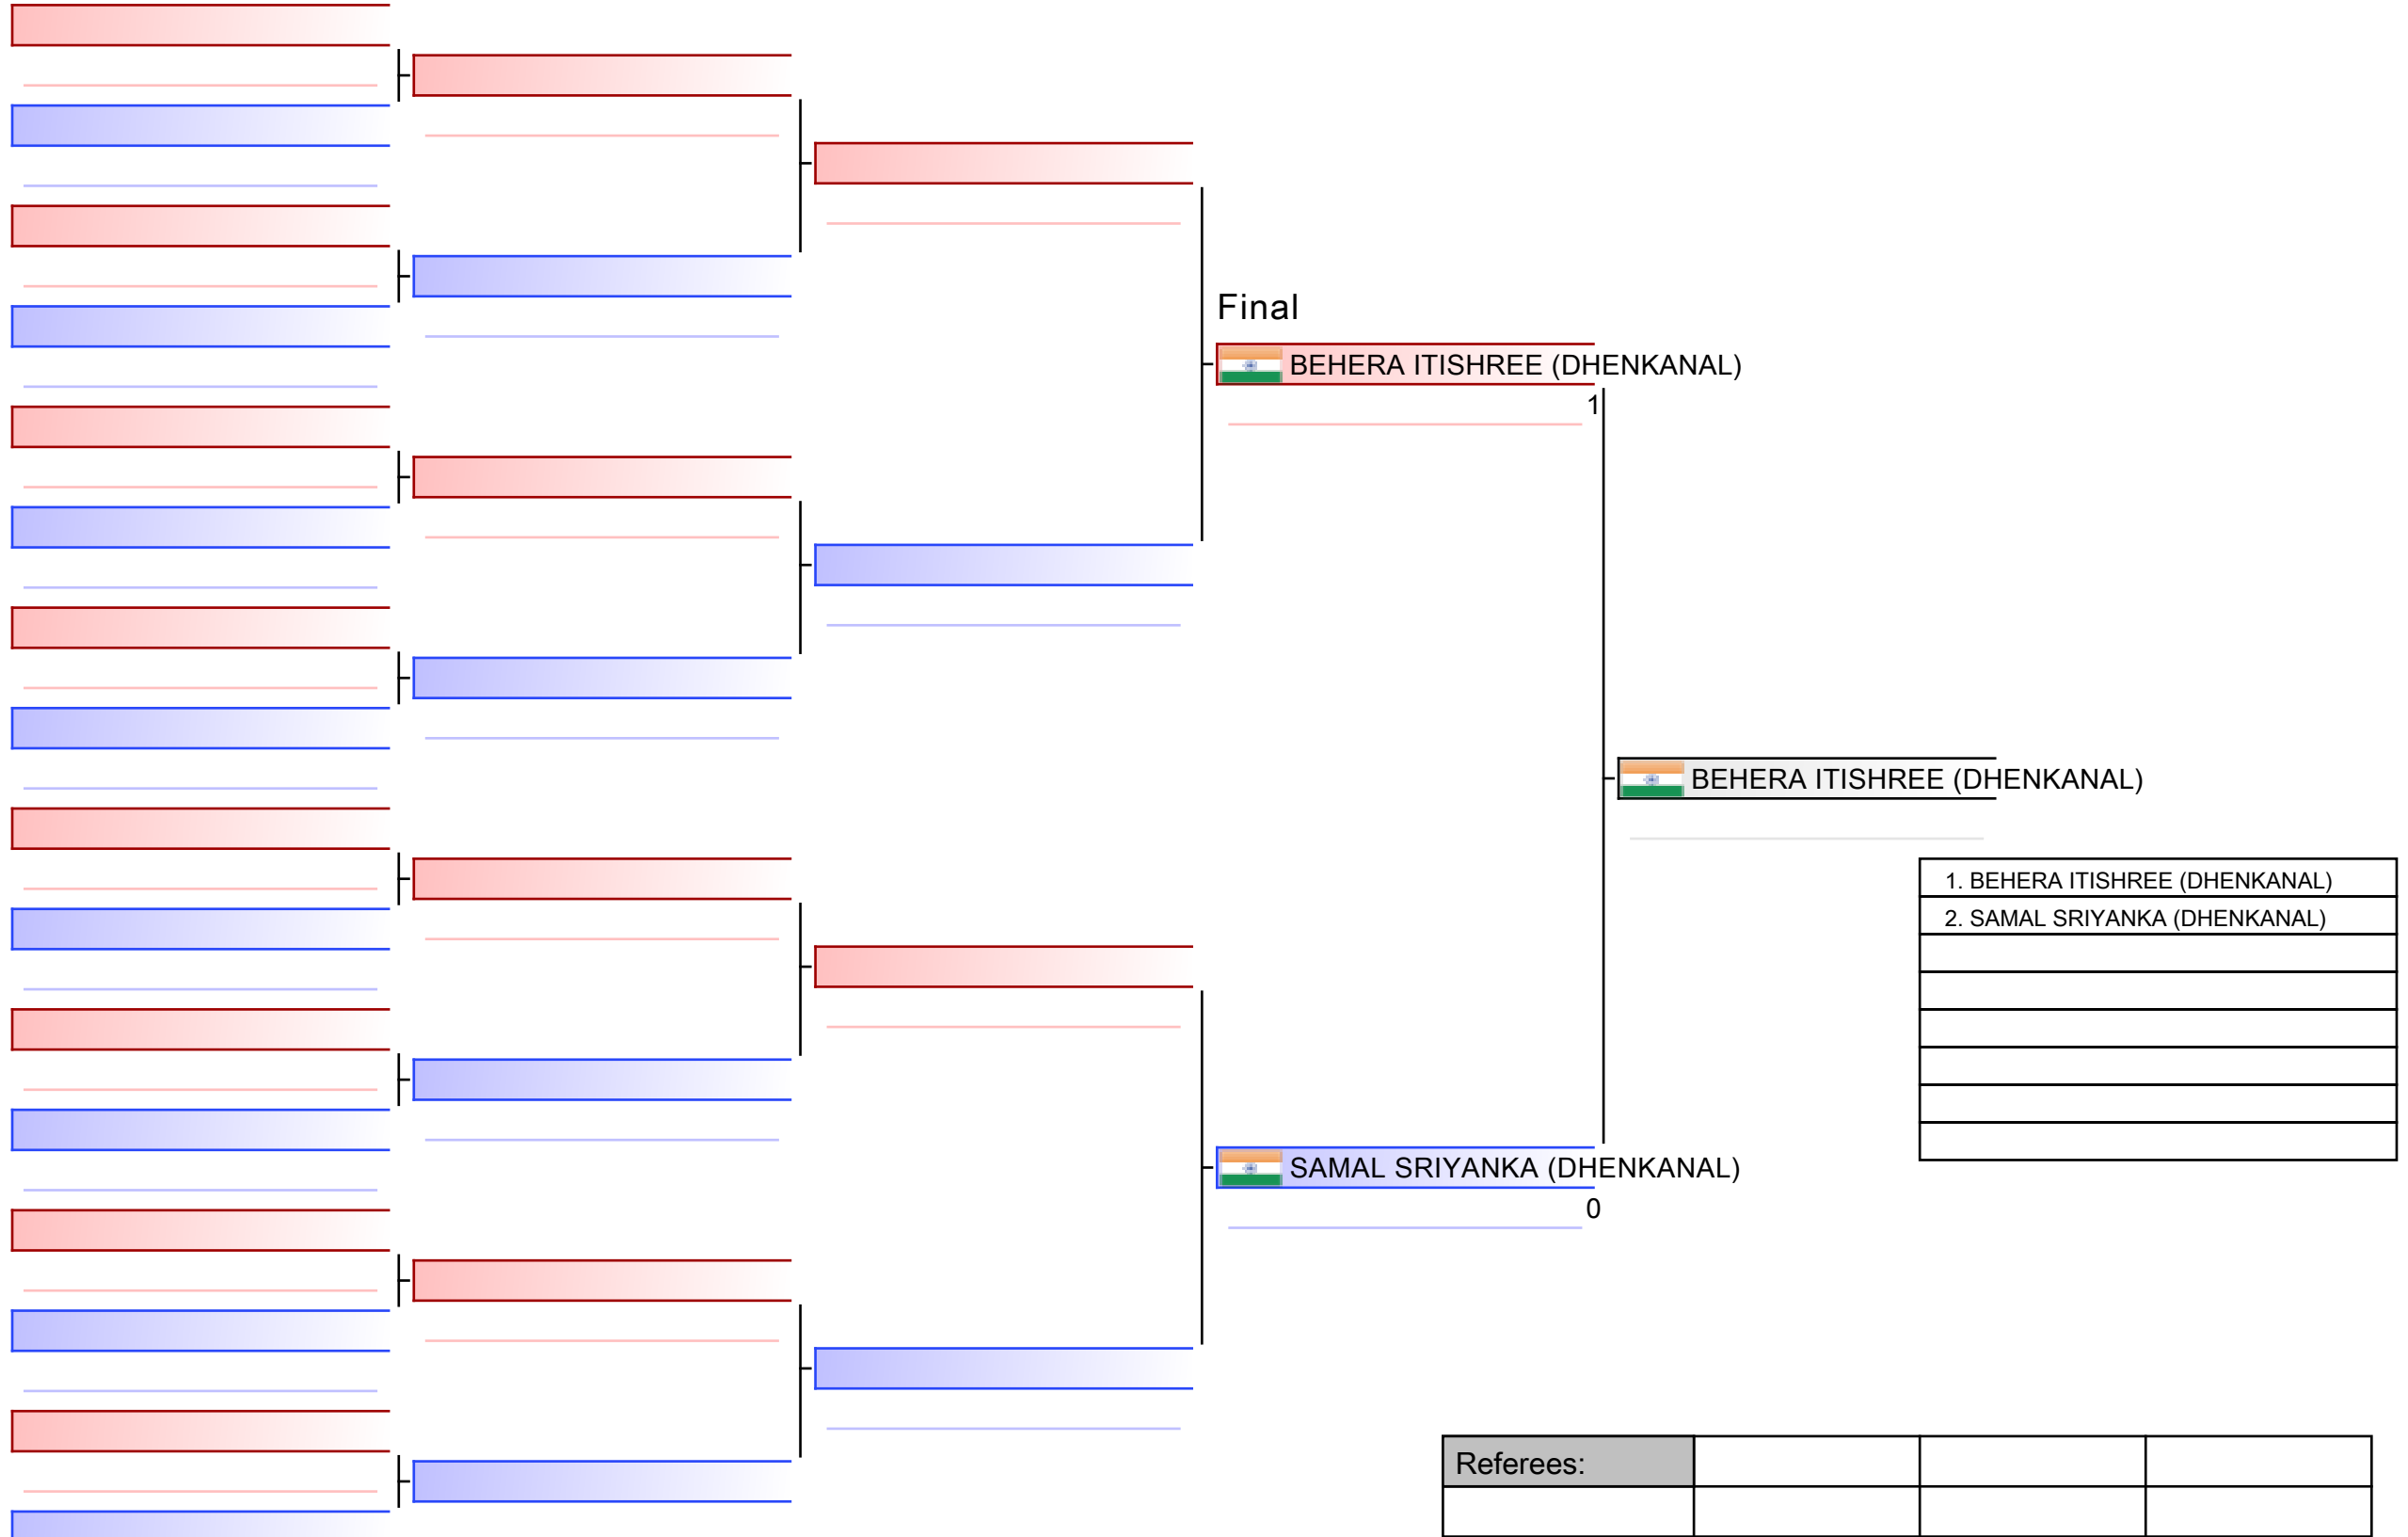 Final
BEHERA ITISHREE (DHENKANAL)
1
BEHERA ITISHREE (DHENKANAL)
1. BEHERA ITISHREE (DHENKANAL)
2. SAMAL SRIYANKA (DHENKANAL)
SAMAL SRIYANKA (DHENKANAL)
0
Referees: